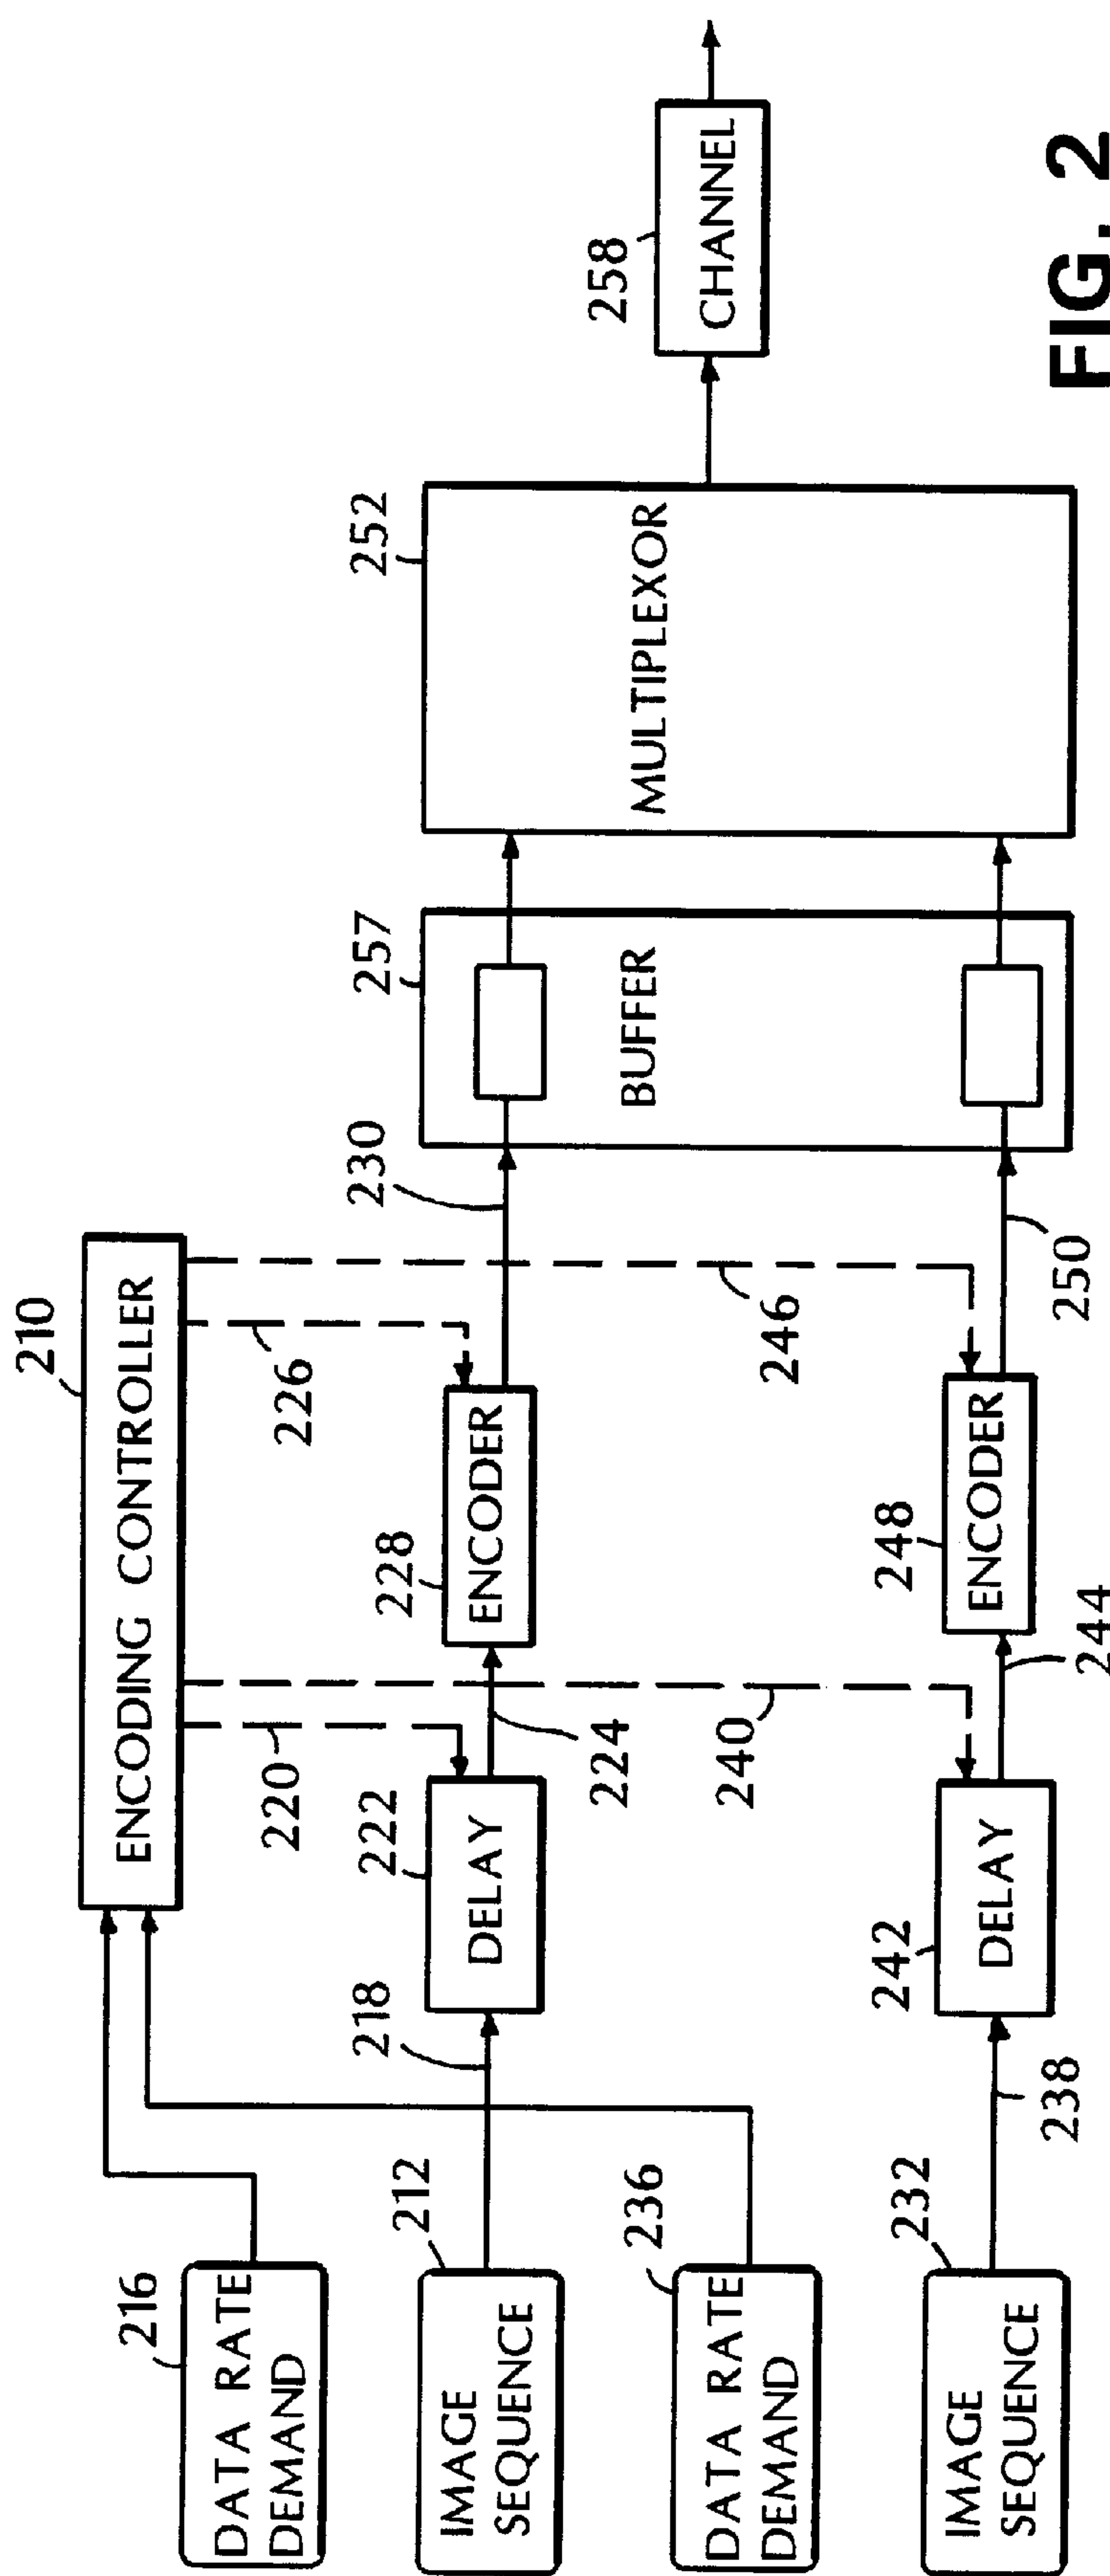 210
ENCODING CONTROLLER
216
DATA RATE
DEMAND
220
226
212
IMAGE
SEQUENCE
218
222
DELAY
224
228
ENCODER
230
257
BUFFER
252
MULTIPLEXOR
258
CHANNEL
236
DATA RATE
DEMAND
240
246
232
IMAGE
SEQUENCE
238
242
DELAY
244
248
ENCODER
250
FIG. 2